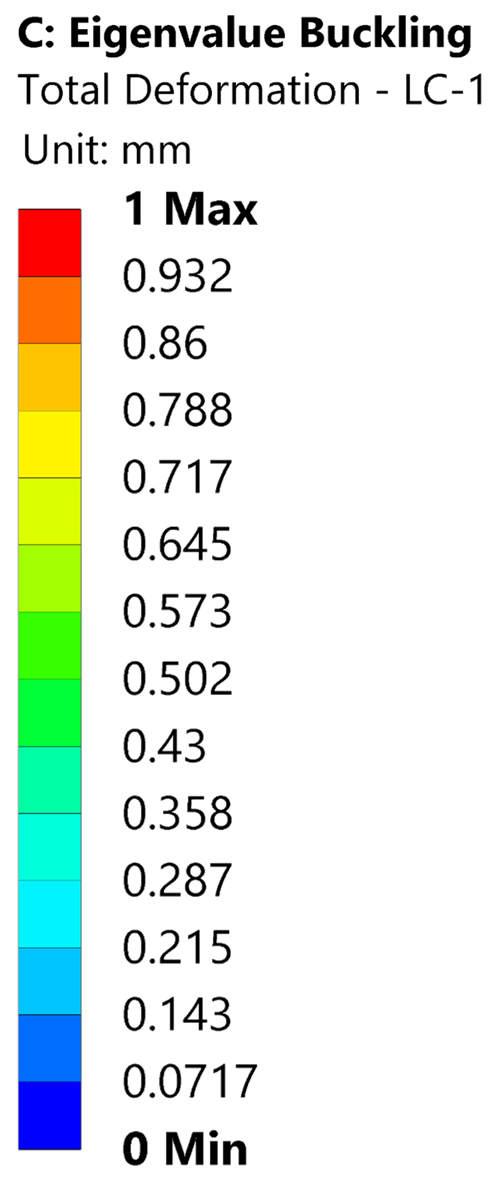 C: Eigenvalue Buckling
Total Deformation - LC-1
Unit: mm
1 Max
0.932
0.86
0.788
0.717
0.645
0.573
0.502
0.43
0.358
0.287
0.215
0.143
0.0717
0 Min